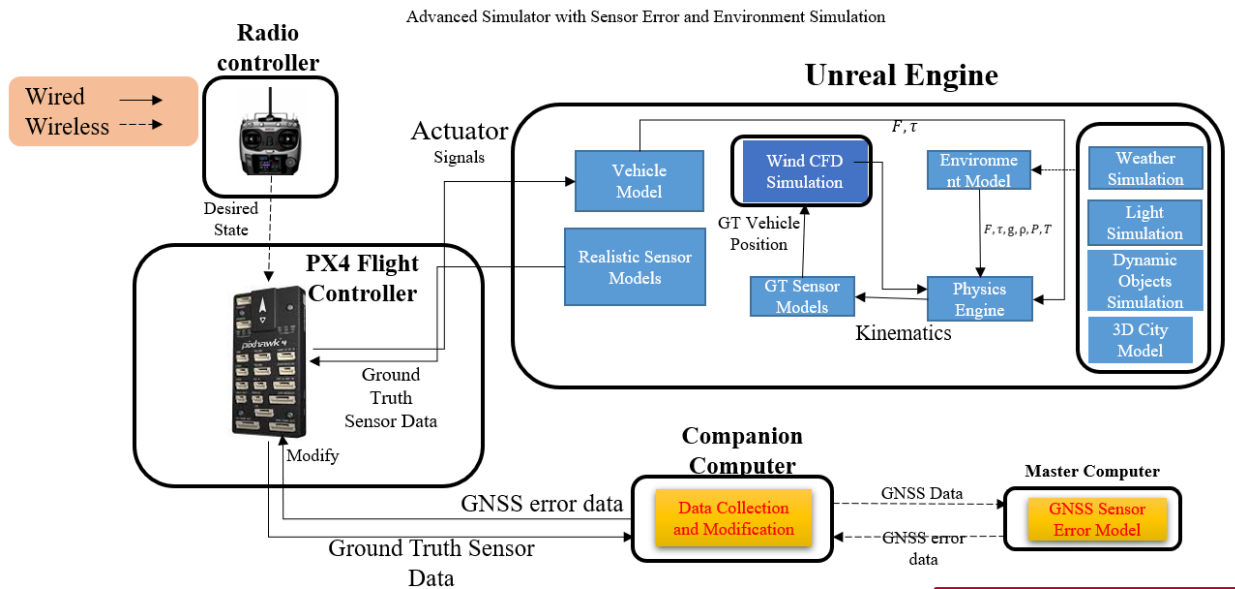 Advanced Simulator with Sensor Error and Environment Simulation
Radio
controller
Wired
Wireless
Unreal Engine
Actuator
Signals
F, τ
Vehicle
Model
Wind CFD
Simulation
Environme
nt Model
Weather
Simulation
Desired
State
GT Vehicle
Position
F, τ, g, ρ, P, T
Light
Simulation
PX4 Flight
Controller
Realistic Sensor
Models
GT Sensor
Models
Physics
Engine
Dynamic
Objects
Simulation
Kinematics
3D City
Model
pixhawk 4
Ground
Truth
Sensor Data
Modify
Companion
Computer
Master Computer
GNSS error data
Data Collection
and Modification
GNSS Data
GNSS Sensor
Error Model
GNSS error
data
Ground Truth Sensor
Data